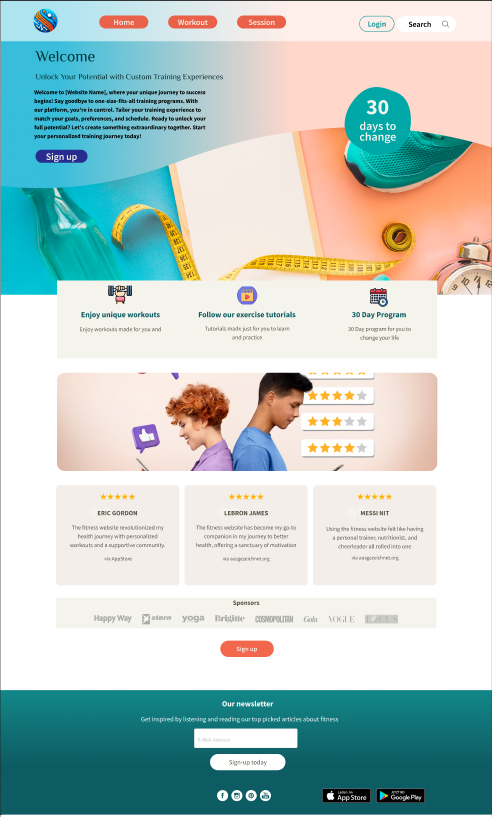 Home
Workout
Session
Login
Search
Welcome
Unlock Your Potential with Custom Training Experiences
Welcome to [Website Name], where your unique journey to success
begins! Say goodbye to one-size-fits-all training programs. With
our platform, you're in control. Tailor your training experience to
match your goals, preferences, and schedule. Ready to unlock your
full potential? Let's create something extraordinary together. Start
your personalized training journey today!
Sign up
30
days to
change
Enjoy unique workouts
Enjoy workouts made for you and
Follow our exercise tutorials
Tutorials made just for you to learn
and practice
30 Day Program
30 Day program for you to
change your life
ERIC GORDON
The fitness website revolutionized my
health journey with personalized
workouts and a supportive community.
via AppStore
LEBRON JAMES
The fitness website has become my go-to
companion in my journey to better
health, offering a sanctuary of motivation
via ausgezeichnet.org
MESSI NIT
Using the fitness website felt like having
a personal trainer, nutritionist, and
cheerleader all rolled into one
via ausgezeichnet.org
Sponsors
Happy Way
stern
yoga
Brigitte
COSMOPOLITAN
Gala
VOGUE
Sign up
Our newsletter
Get inspired by listening and reading our top picked articles about fitness
E-Mail Address
Sign-up today
App Store
Google Play